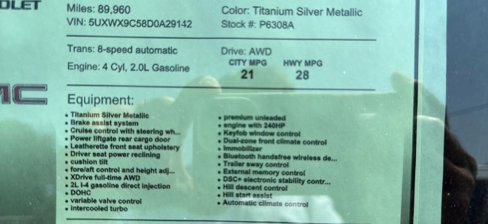 OLET
Miles: 89,960
Color: Titanium Silver Metallic
VIN: 5UXWX9C58D0A29142
Stock #: P6308A
Trans: 8-speed automatic
Drive: AWD
Engine: 4 Cyl, 2.0L Gasoline
CITY MPG HWY MPG
21 28
MC
Equipment:
• Titanium Silver Metallic
• Brake assist system
• Cruise control with steering wh...
• Power liftgate rear cargo door
• Leatherette front seat upholstery
• Driver seat power reclining
• cushion tilt
• fore/aft control and height adj...
• XDrive full-time AWD
• 2L I-4 gasoline direct injection
• DOHC
• variable valve control
• intercooled turbo
• premium unleaded
• engine with 240HP
• Keyfob window control
• Dual-zone front climate control
• Immobilizer
• Bluetooth handsfree wireless de...
• Trailer sway control
• External memory control
• DSC+ electronic stability contr...
• Hill descent control
• Hill start assist
• Automatic climate control